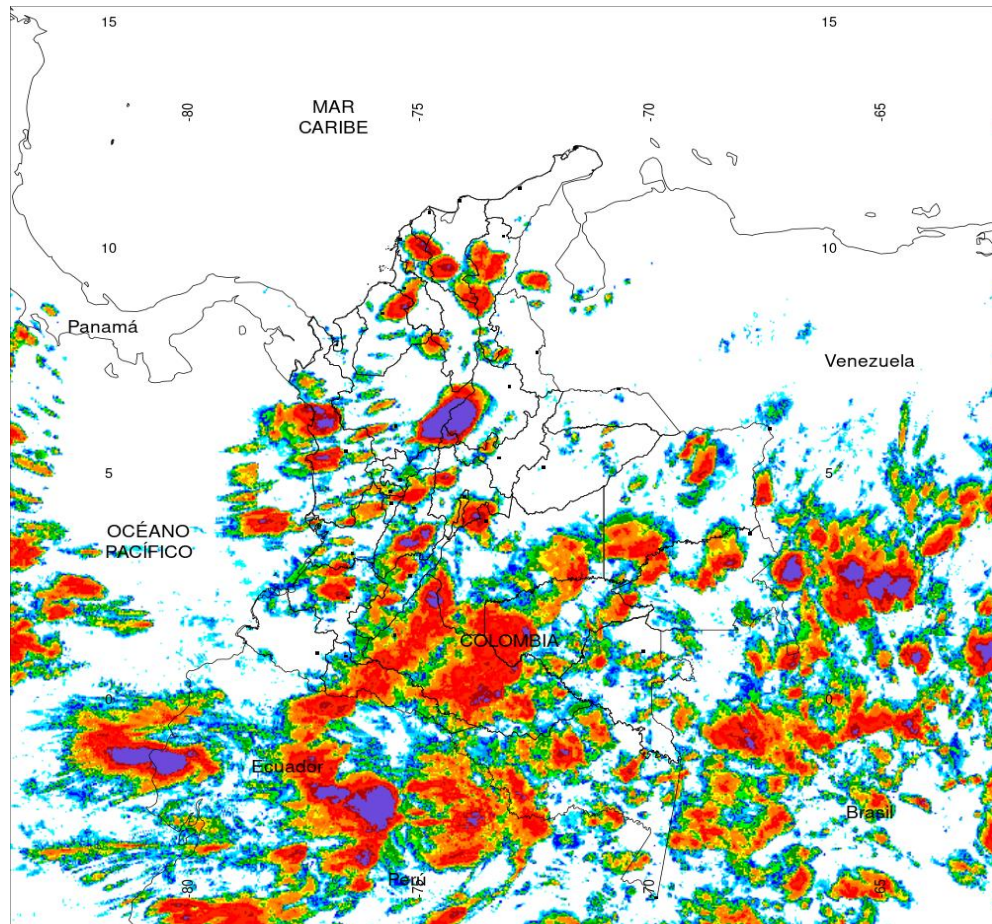 15 15
-80 -75 -70 -65
MAR
CARIBE
10 10
Panamá
Venezuela
5 5
OCÉANO
PACÍFICO
COLOMBIA
0 0
Ecuador
Brasil
Perú
-80 -75 -70 -65